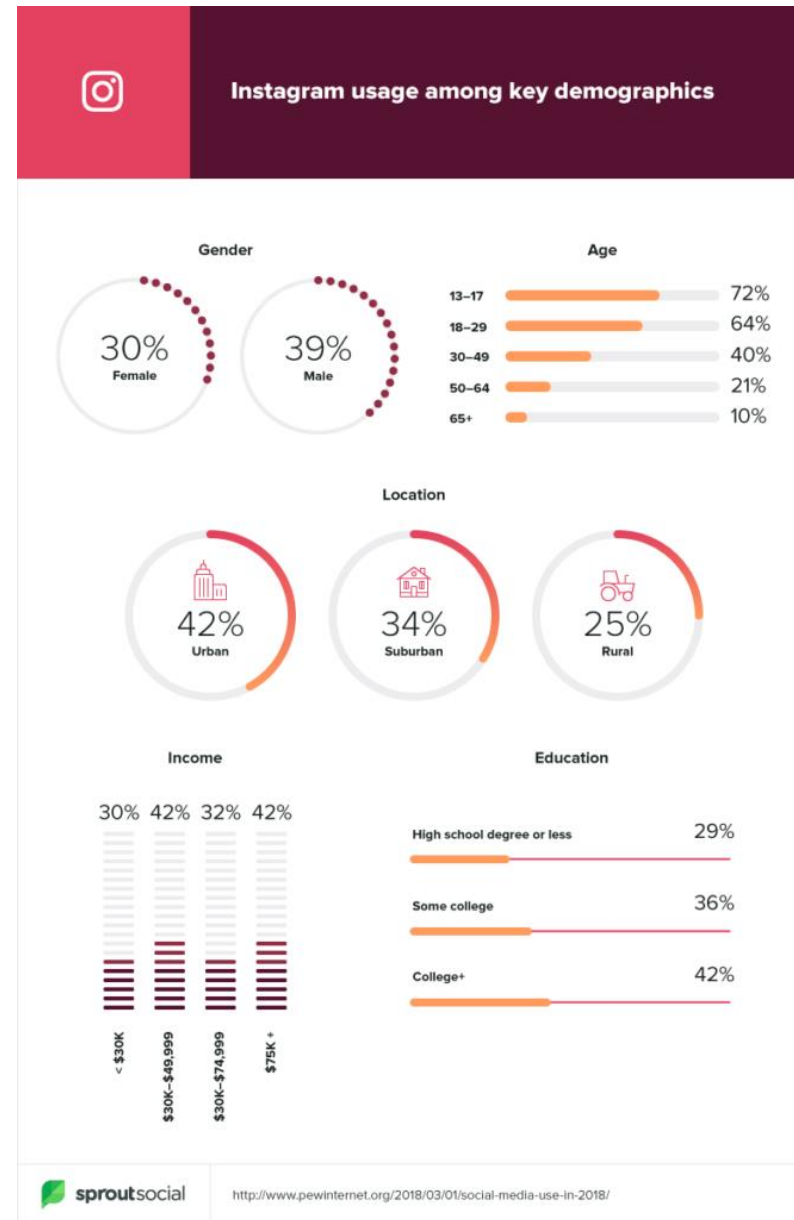 Instagram usage among key demographics
Gender
30%
Female
39%
Male
Age
13–17 72%
18–29 64%
30–49 40%
50–64 21%
65+ 10%
Location
42%
Urban
34%
Suburban
25%
Rural
Income
30% 42% 32% 42%
< $30K
$30K–$49,999
$30K–$74,999
$75K +
Education
High school degree or less 29%
Some college 36%
College+ 42%
sproutsocial
http://www.pewinternet.org/2018/03/01/social-media-use-in-2018/